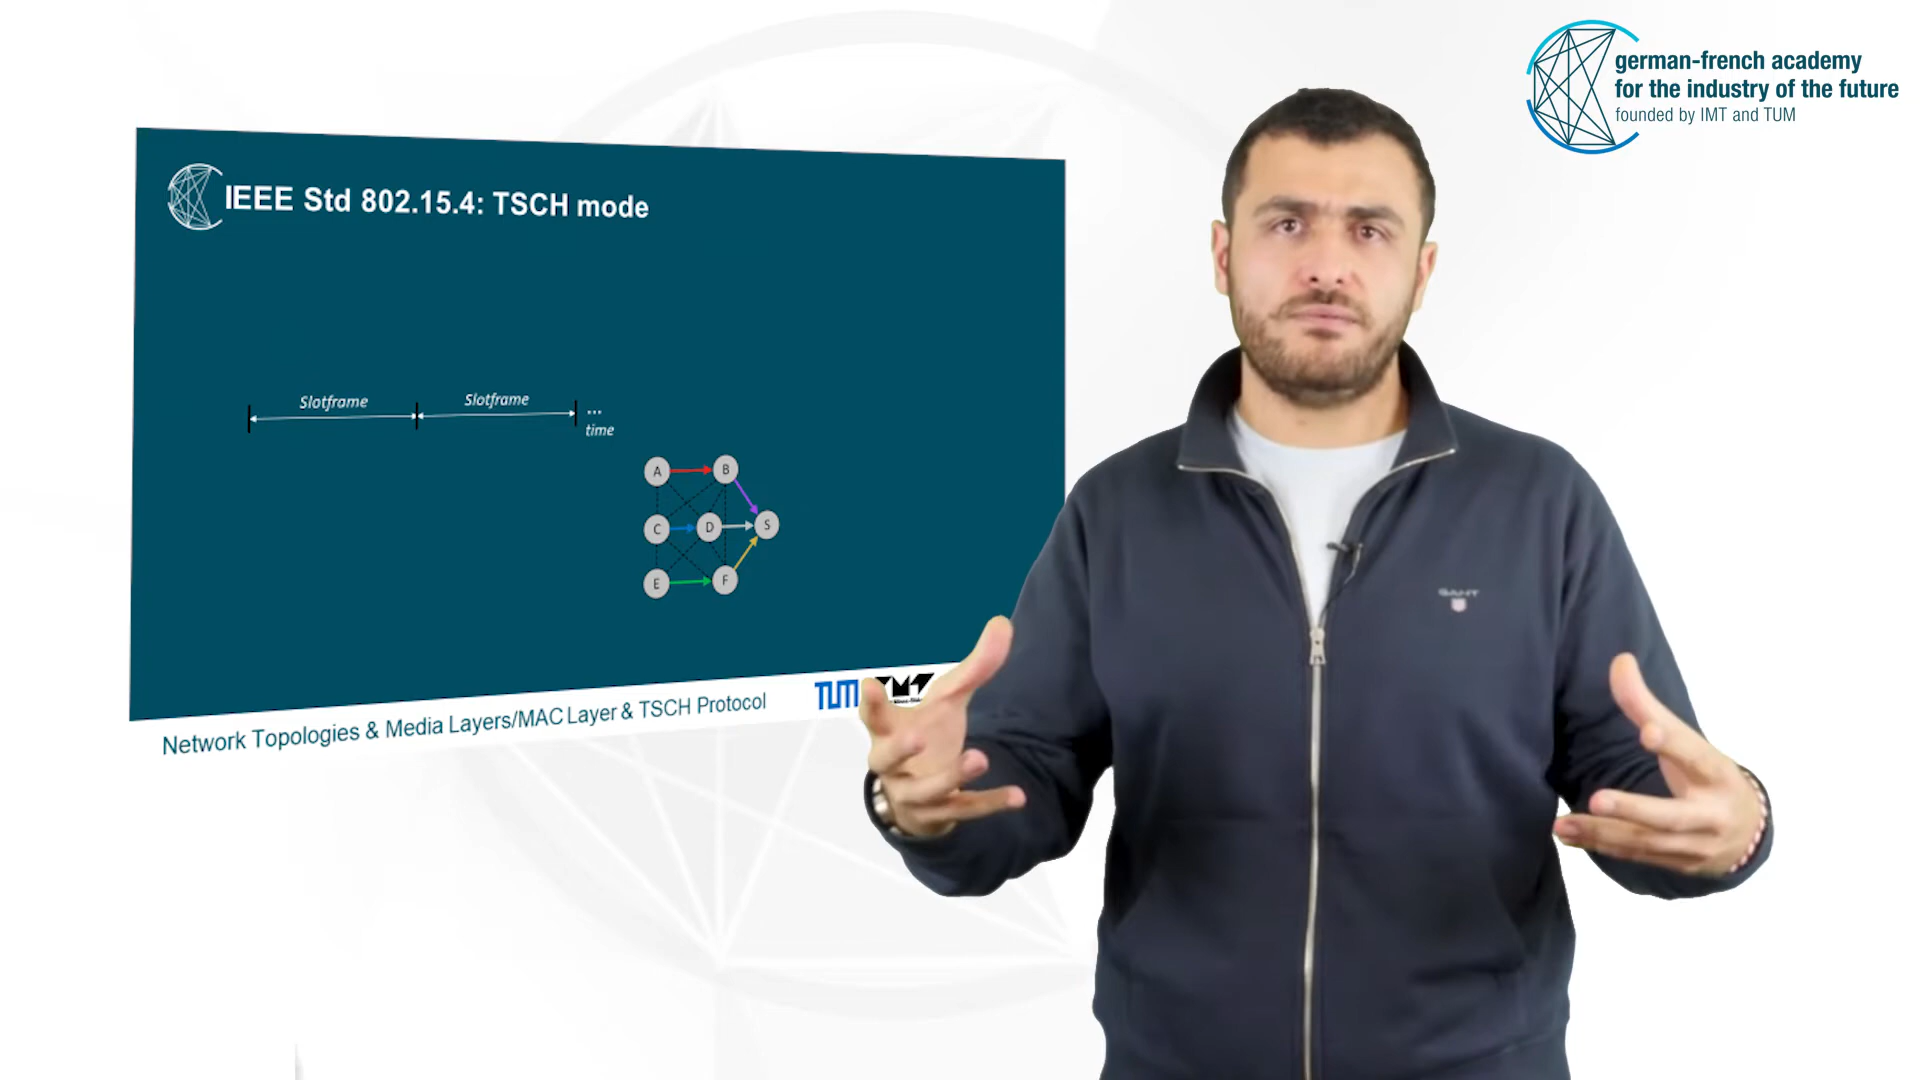 german-french academy
for the industry of the future
founded by IMT and TUM
IEEE Std 802.15.4: TSCH mode
Slotframe
Slotframe
...
time
A
B
C
D
S
E
F
Network Topologies & Media Layers/MAC Layer & TSCH Protocol
TUM
GANT